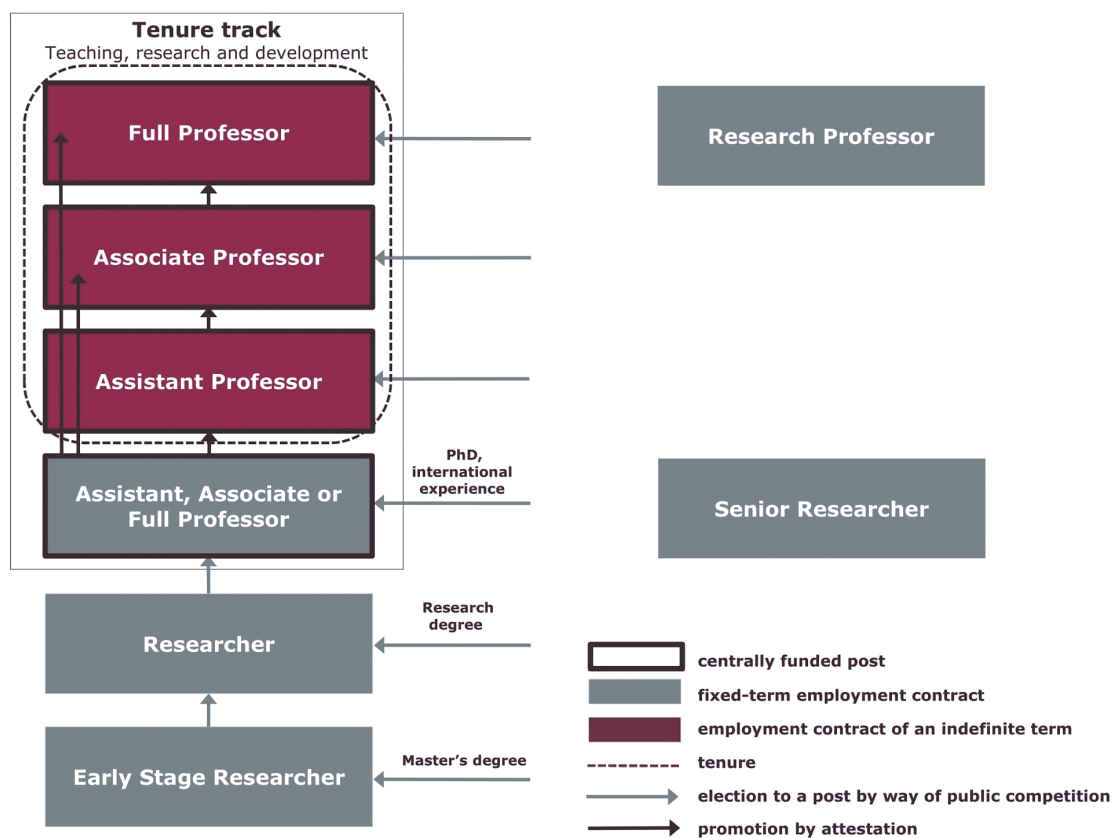 Tenure track
Teaching, research and development
Full Professor
Research Professor
Associate Professor
Assistant Professor
PhD,
international
experience
Assistant, Associate or
Full Professor
Senior Researcher
Research
degree
Researcher
Master's degree
Early Stage Researcher
centrally funded post
fixed-term employment contract
employment contract of an indefinite term
tenure
election to a post by way of public competition
promotion by attestation